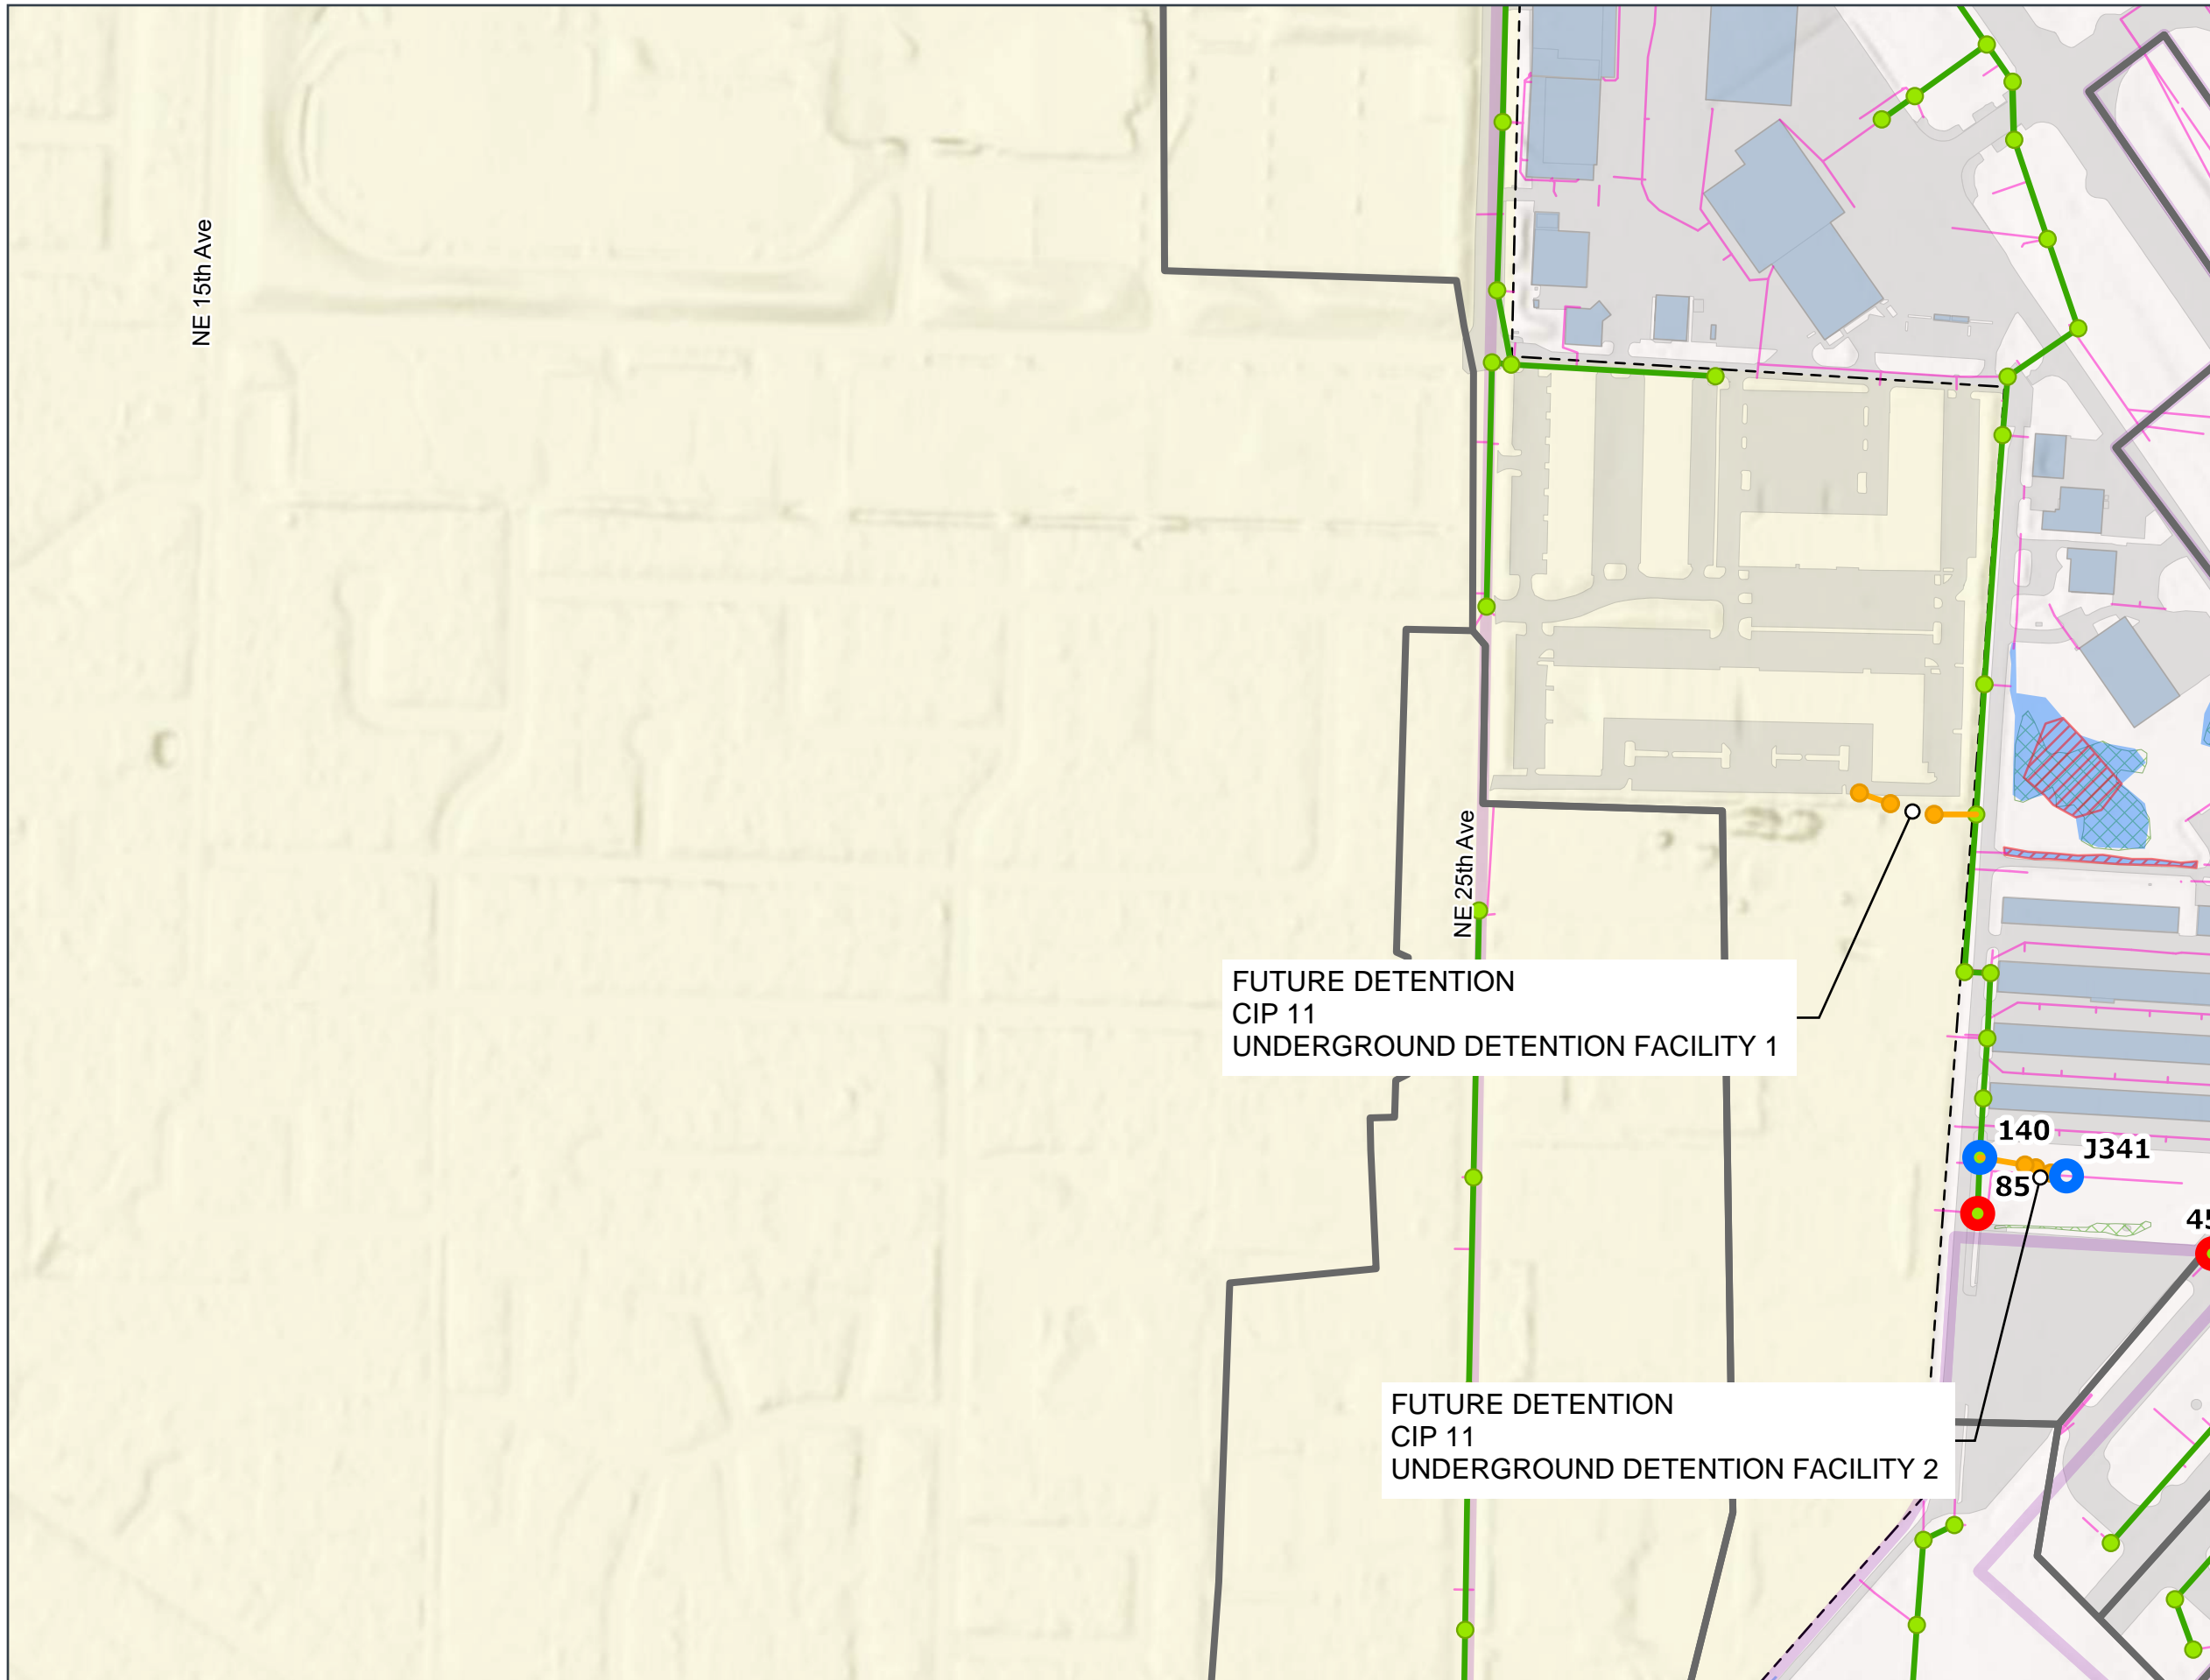 NE 15th Ave
NE 25th Ave
FUTURE DETENTION
CIP 11
UNDERGROUND DETENTION FACILITY 1
140
J341
85
45
FUTURE DETENTION
CIP 11
UNDERGROUND DETENTION FACILITY 2